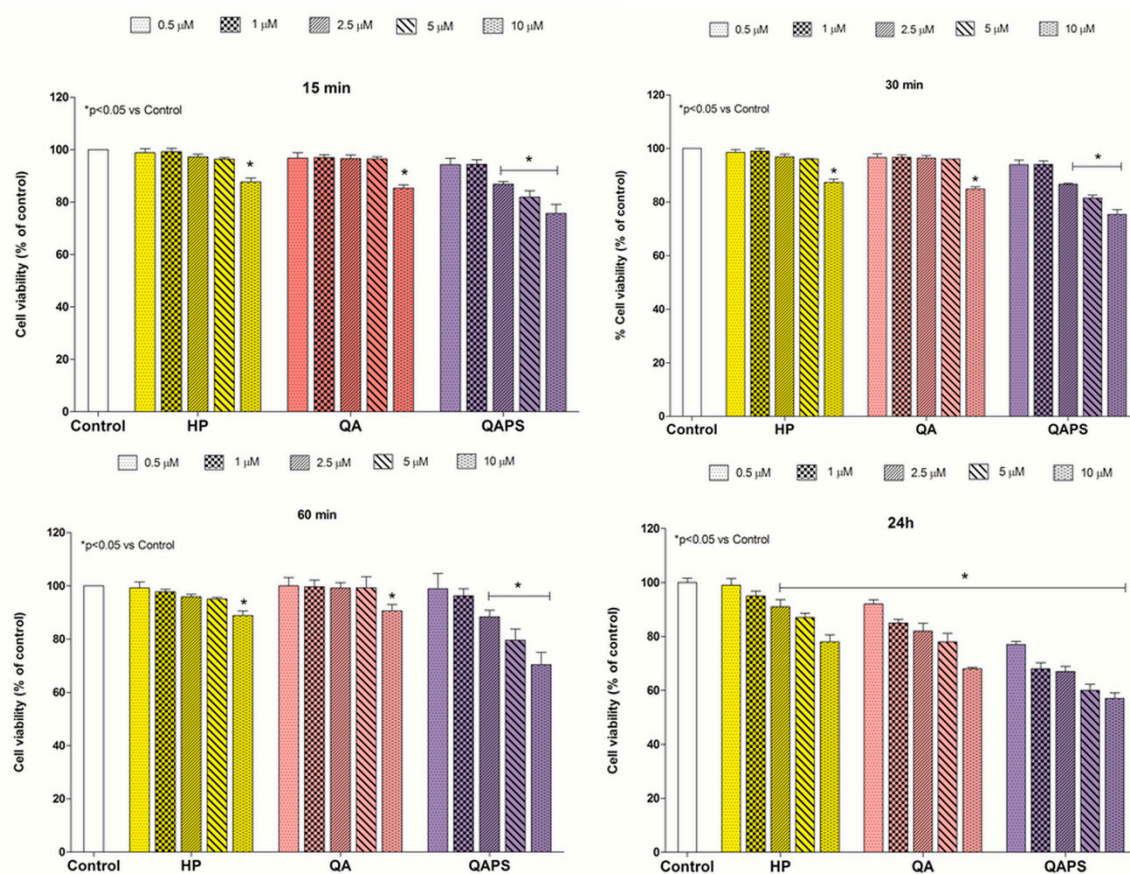 0.5 μM 1 μM 2.5 μM 5 μM 10 μM
15 min
*p<0.05 vs Control
Cell viability (% of control)
120
100
80
60
40
20
0
*
*
*
Control HP QA QAPS
0.5 μM 1 μM 2.5 μM 5 μM 10 μM
30 min
*p<0.05 vs Control
% Cell viability (% of control)
120
100
80
60
40
20
0
*
*
*
Control HP QA QAPS
0.5 μM 1 μM 2.5 μM 5 μM 10 μM
60 min
*p<0.05 vs Control
Cell viability (% of control)
120
100
80
60
40
20
0
*
*
*
Control HP QA QAPS
0.5 μM 1 μM 2.5 μM 5 μM 10 μM
24h
*p<0.05 vs Control
Cell viability (% of control)
120
100
80
60
40
20
0
*
Control HP QA QAPS